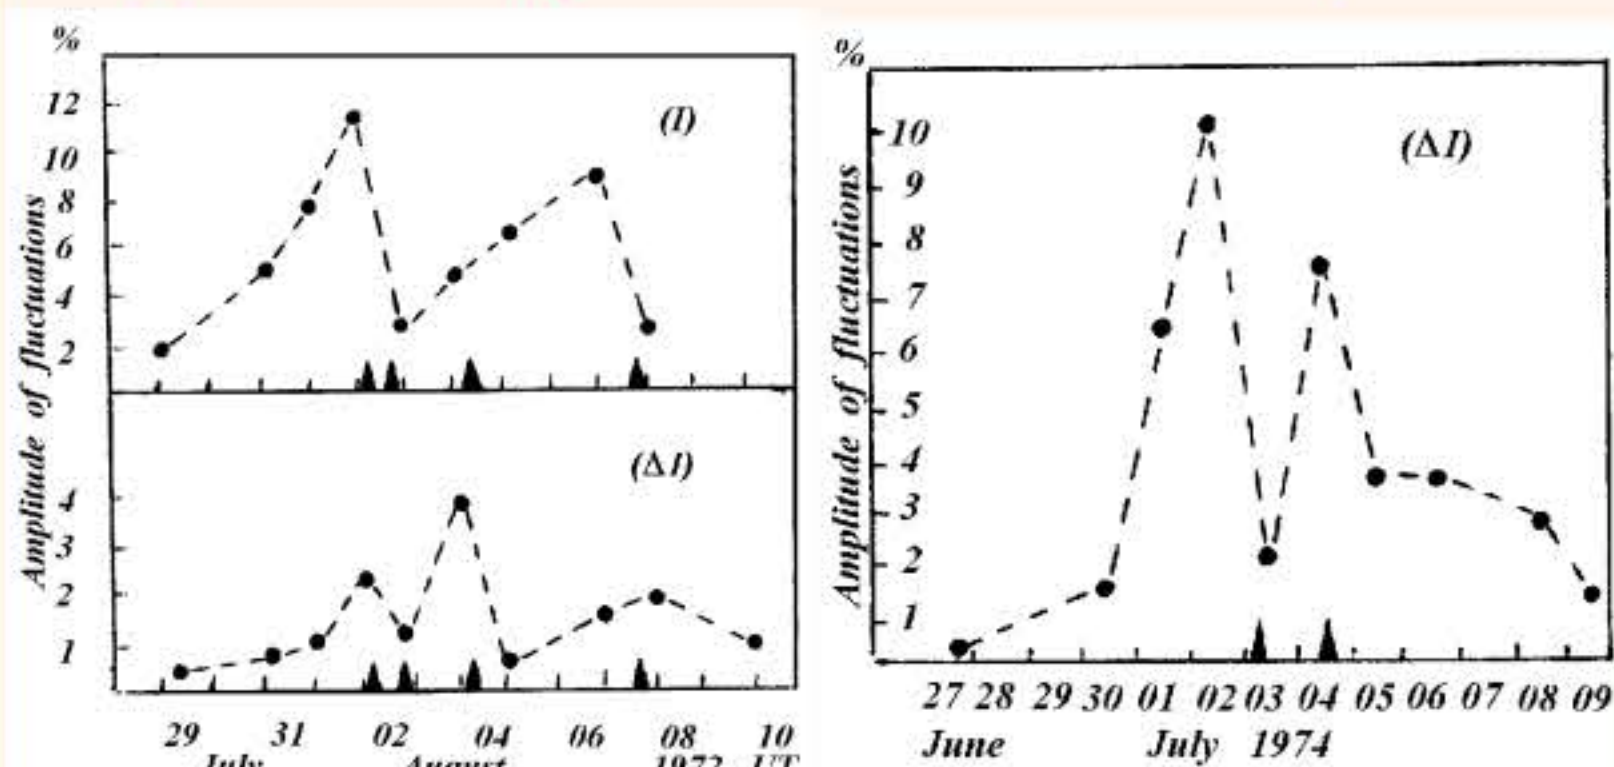 %
12
10
8
6
4
2
Amplitude of fluctuations
(I)
4
3
2
1
(Δ I)
29 31 02 04 06 08 10
July August 1972 UT
%
10
9
8
7
6
5
4
3
2
1
Amplitude of fluctuations
(Δ I)
27 28 29 30 01 02 03 04 05 06 07 08 09
June July 1974